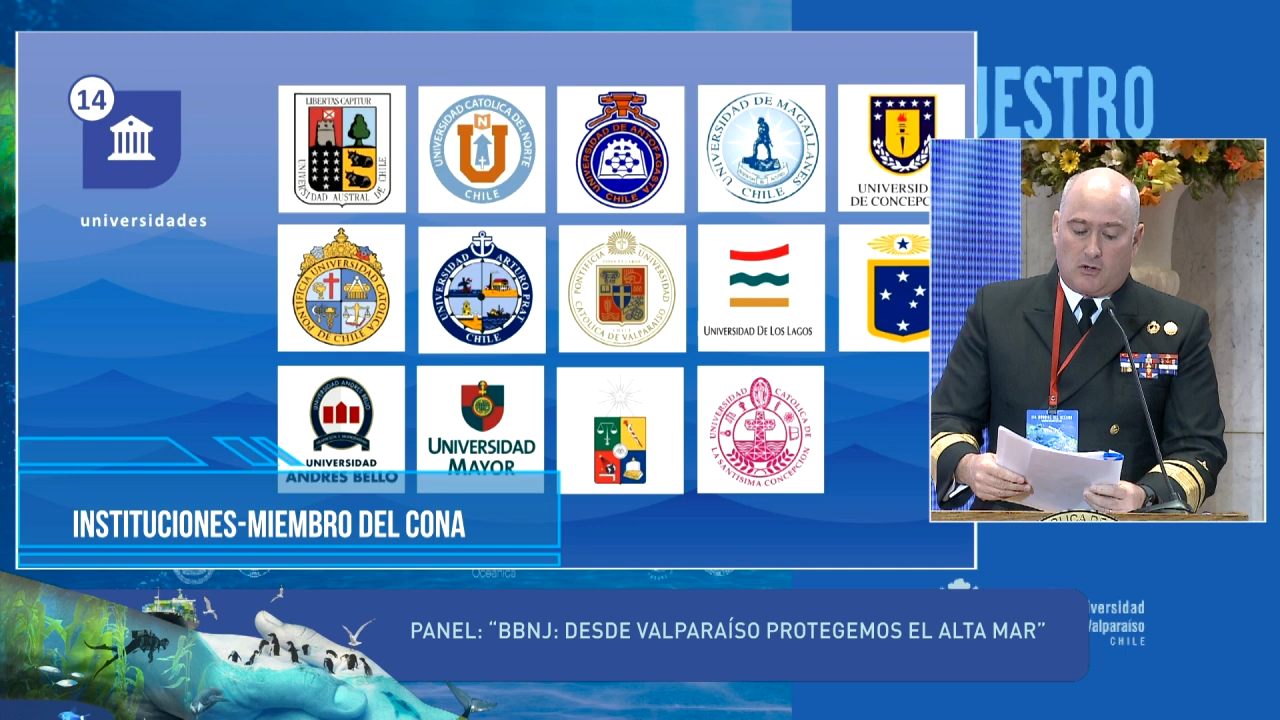 14
universidades
LIBERTAS CAPITUR
UNIVERSIDAD AUSTRAL DE CHILE
UNIVERSIDAD CATOLICA DEL NORTE
N
CHILE
UNIVERSIDAD DE ANTOFAGASTA
CHILE
UNIVERSIDAD DE MAGALLANES
CHILE
UNIVERSID
DE CONCEPC
PONTIFICIA UNIVERSIDAD CATOLICA DE CHILE
UNIVERSIDAD ARTURO PRAT
CHILE
PONTIFICIA UNIVERSIDAD
CATOLICA DE VALPARAISO
UNIVERSIDAD DE LOS LAGOS
UNIVERSIDAD ANDRES BELLO
UNIVERSIDAD
ANDRES BELLO
UNIVERSIDAD
MAYOR
UNIVERSIDAD CATOLICA DE
LA SANTISIMA CONCEPCION
INSTITUCIONES-MIEMBRO DEL CONA
UESTRO
Oceánica
PANEL: “BBNJ: DESDE VALPARAÍSO PROTEGEMOS EL ALTA MAR”
iversidad
Valparaíso
CHILE